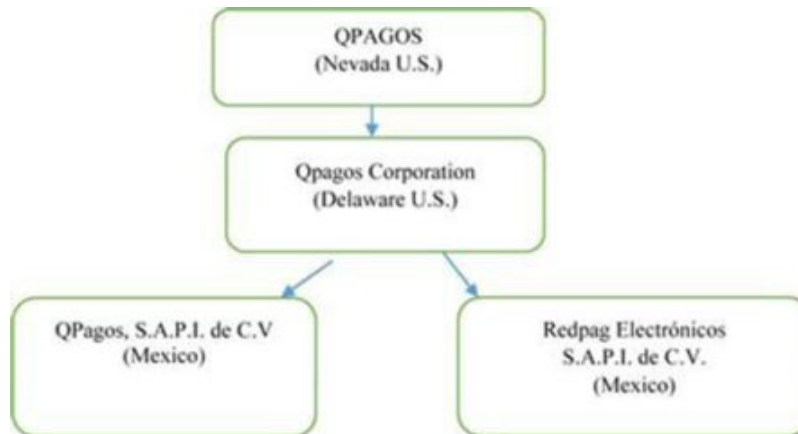 QPAGOS
(Nevada U.S.)
Qpagos Corporation
(Delaware U.S.)
QPagos, S.A.P.I. de C.V
(Mexico)
Redpag Electrónicos
S.A.P.I. de C.V.
(Mexico)